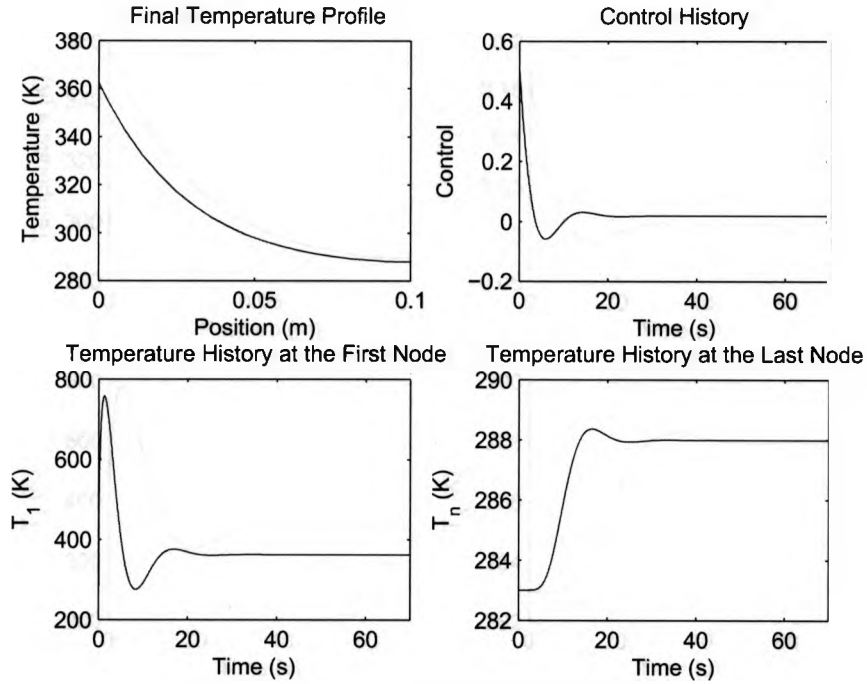 Final Temperature Profile
380
360
340
320
300
280
Temperature (K)
0
0.05
0.1
Position (m)
Control History
0.6
0.4
0.2
0
−0.2
Control
0
20
40
60
Time (s)
Temperature History at the First Node
800
600
400
200
T_1 (K)
0
20
40
60
Time (s)
Temperature History at the Last Node
290
288
286
284
282
T_n (K)
0
20
40
60
Time (s)